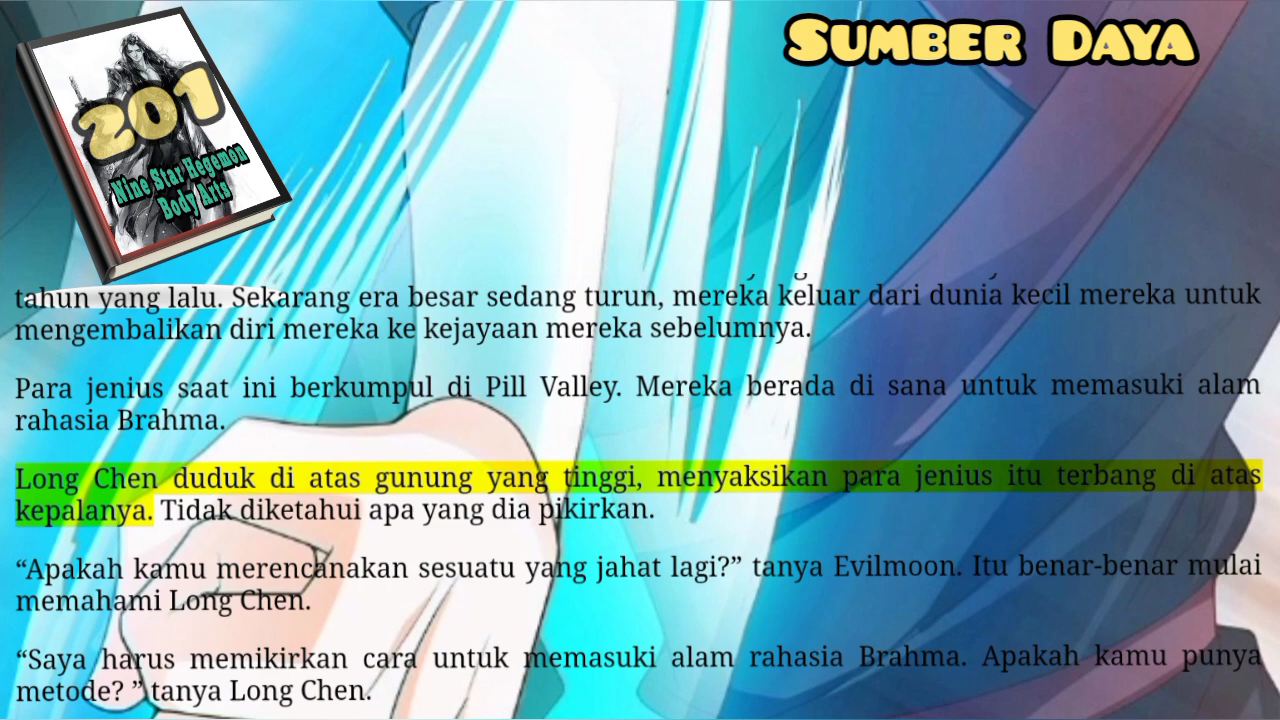 SUMBER DAYA
201
Nine Star Hegemon
Body Arts
tahun yang lalu. Sekarang era besar sedang turun, mereka keluar dari dunia kecil mereka untuk
mengembalikan diri mereka ke kejayaan mereka sebelumnya.
Para jenius saat ini berkumpul di Pill Valley. Mereka berada di sana untuk memasuki alam
rahasia Brahma.
Long Chen duduk di atas gunung yang tinggi, menyaksikan para jenius itu terbang di atas
kepalanya. Tidak diketahui apa yang dia pikirkan.
“Apakah kamu merencanakan sesuatu yang jahat lagi?” tanya Evilmoon. Itu benar-benar mulai
memahami Long Chen.
“Saya harus memikirkan cara untuk memasuki alam rahasia Brahma. Apakah kamu punya
metode? ” tanya Long Chen.